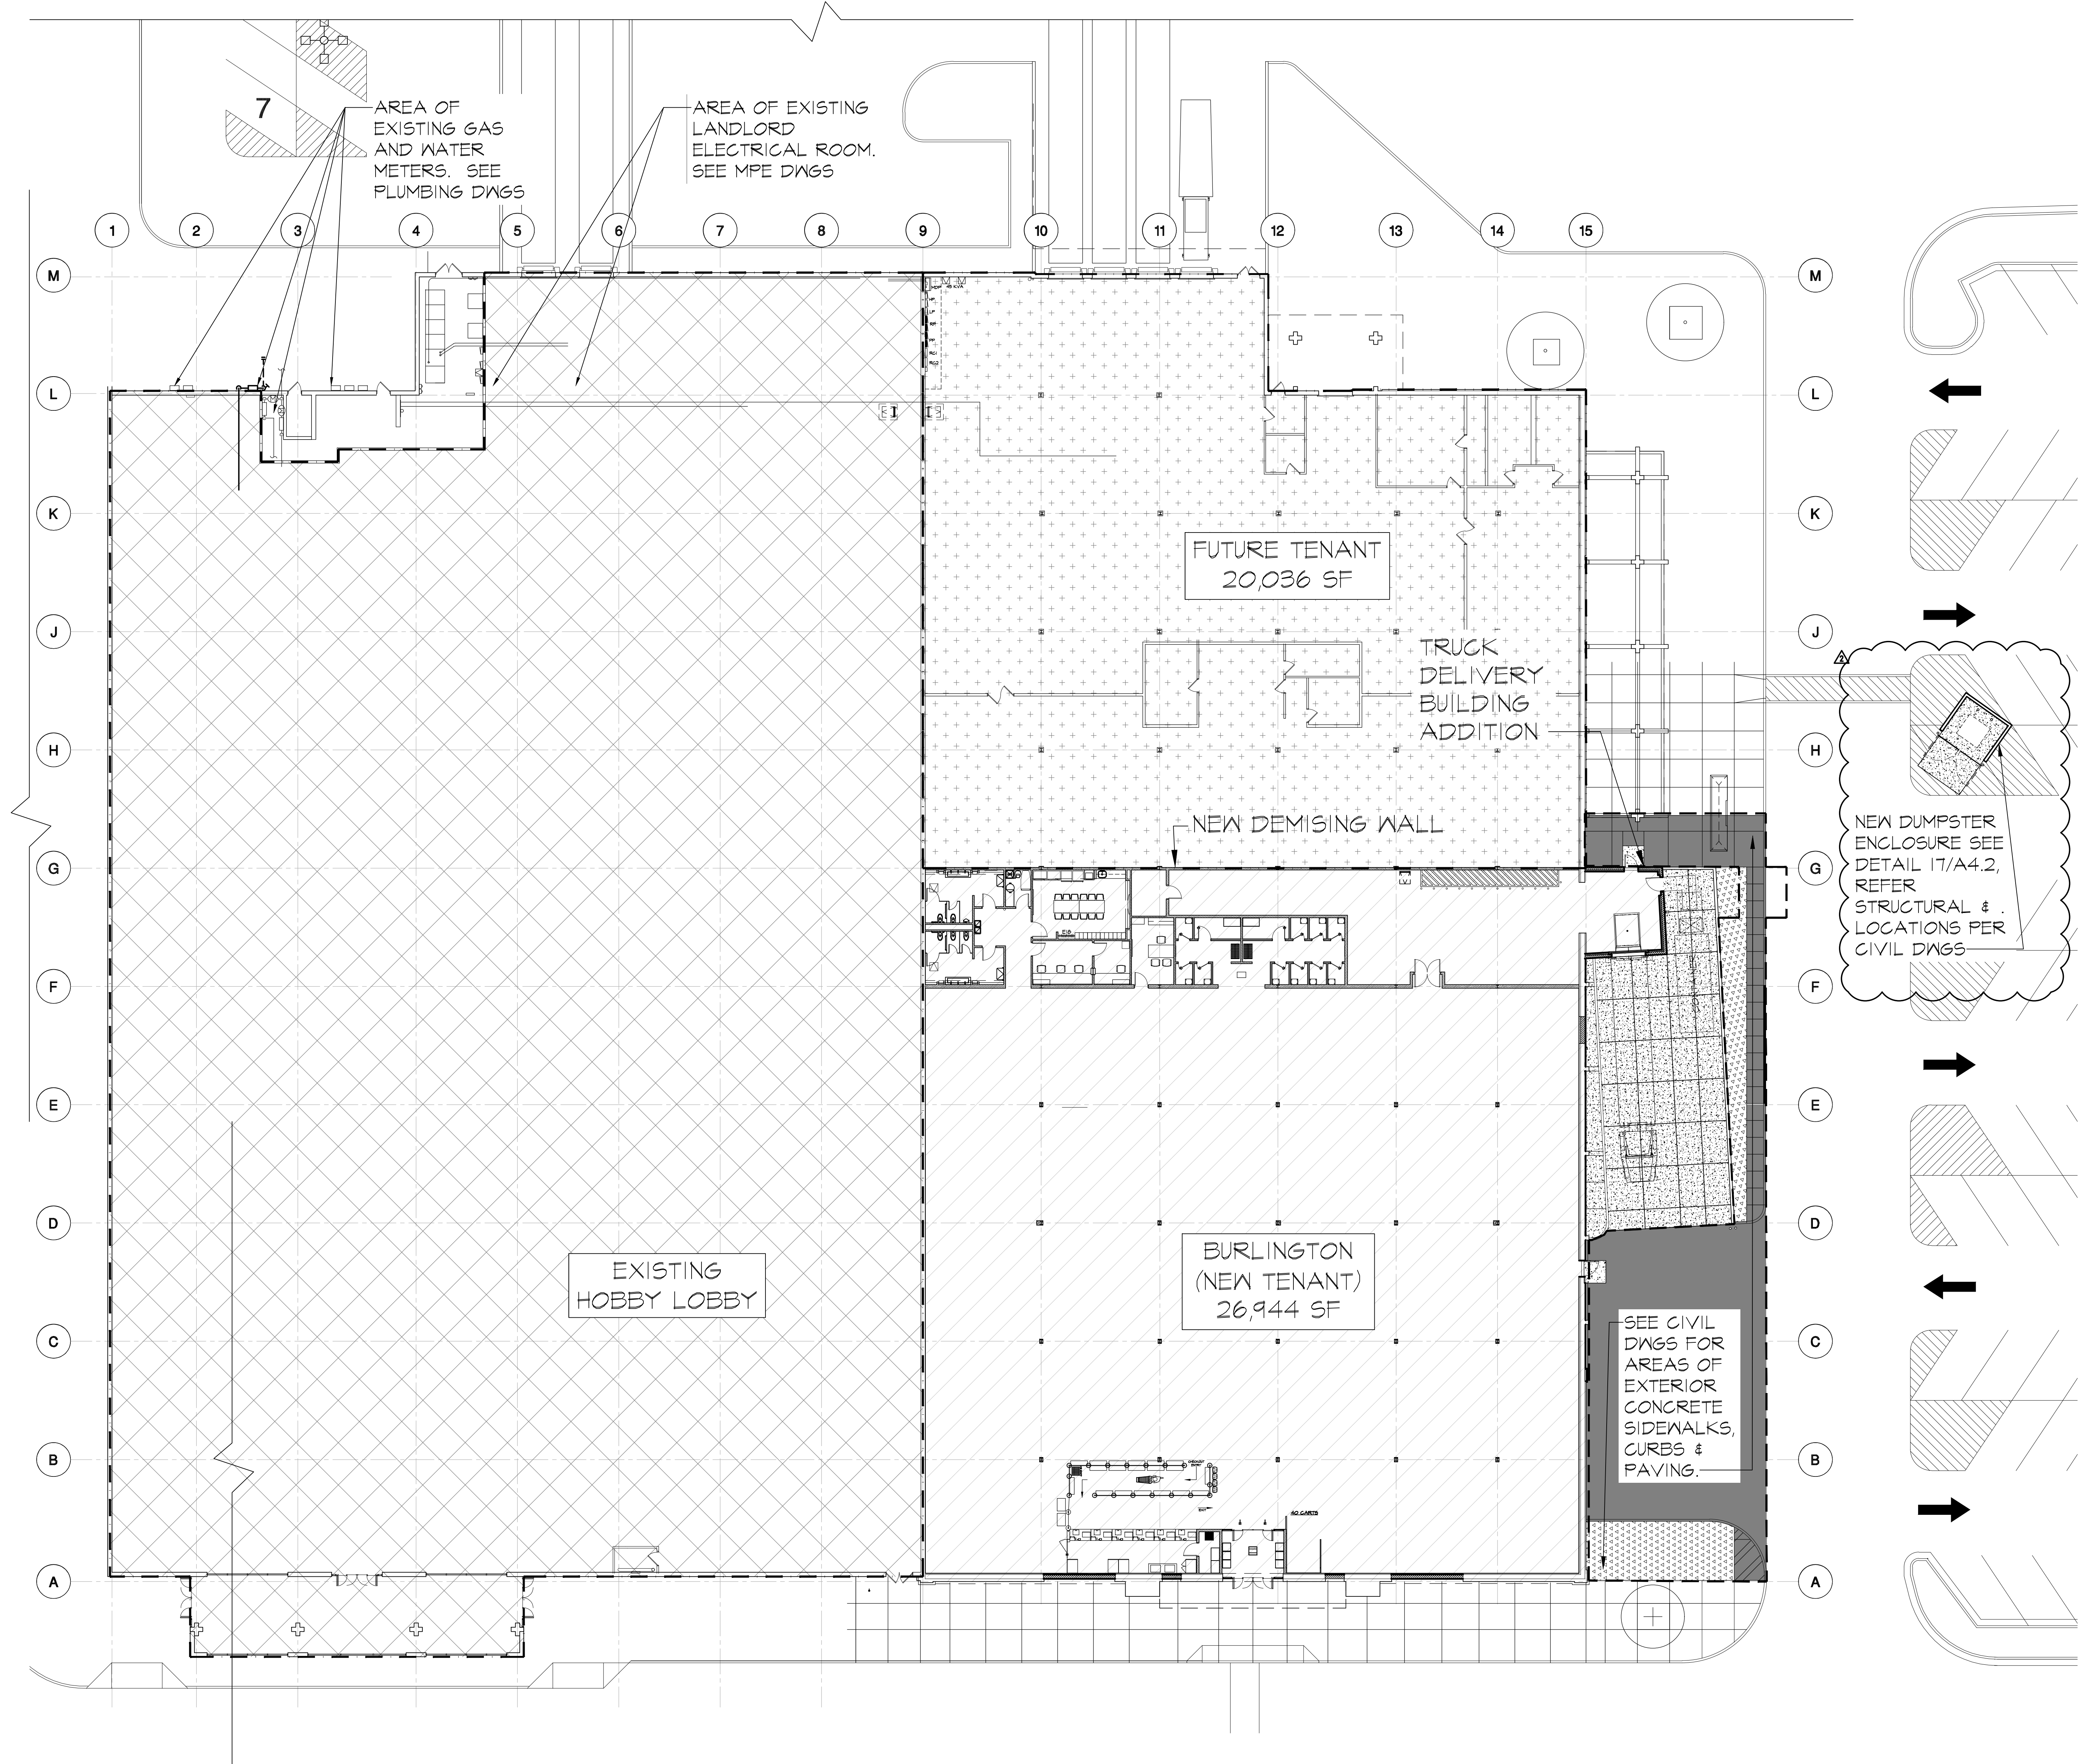 7
AREA OF
EXISTING GAS
AND WATER
METERS. SEE
PLUMBING DWGS
AREA OF EXISTING
LANDLORD
ELECTRICAL ROOM.
SEE MPE DWGS
1 2 3 4 5 6 7 8 9 10 11 12 13 14 15
M M
L L
K K
FUTURE TENANT
20,036 SF
J J
TRUCK
DELIVERY
BUILDING
ADDITION
2
H H
NEW DEMISING WALL
NEW DUMPSTER
ENCLOSURE SEE
DETAIL 17/A4.2,
REFER
STRUCTURAL & .
LOCATIONS PER
CIVIL DWGS
G G
F F
E E
D D
EXISTING
HOBBY LOBBY
BURLINGTON
(NEW TENANT)
26,944 SF
SEE CIVIL
DWGS FOR
AREAS OF
EXTERIOR
CONCRETE
SIDEWALKS,
CURBS &
PAVING.
C C
B B
40 CARTS
A A